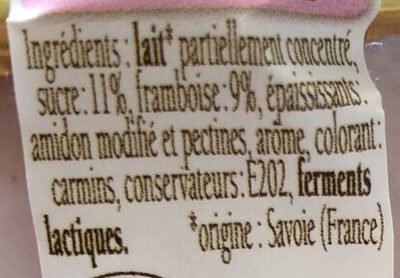 Ingrédients : lait* partiellement concentré,
sucre : 11%, framboise : 9%, épaississants :
amidon modifié et pectines, arôme, colorant :
carmins, conservateurs : E202, ferments
lactiques. *origine : Savoie (France)